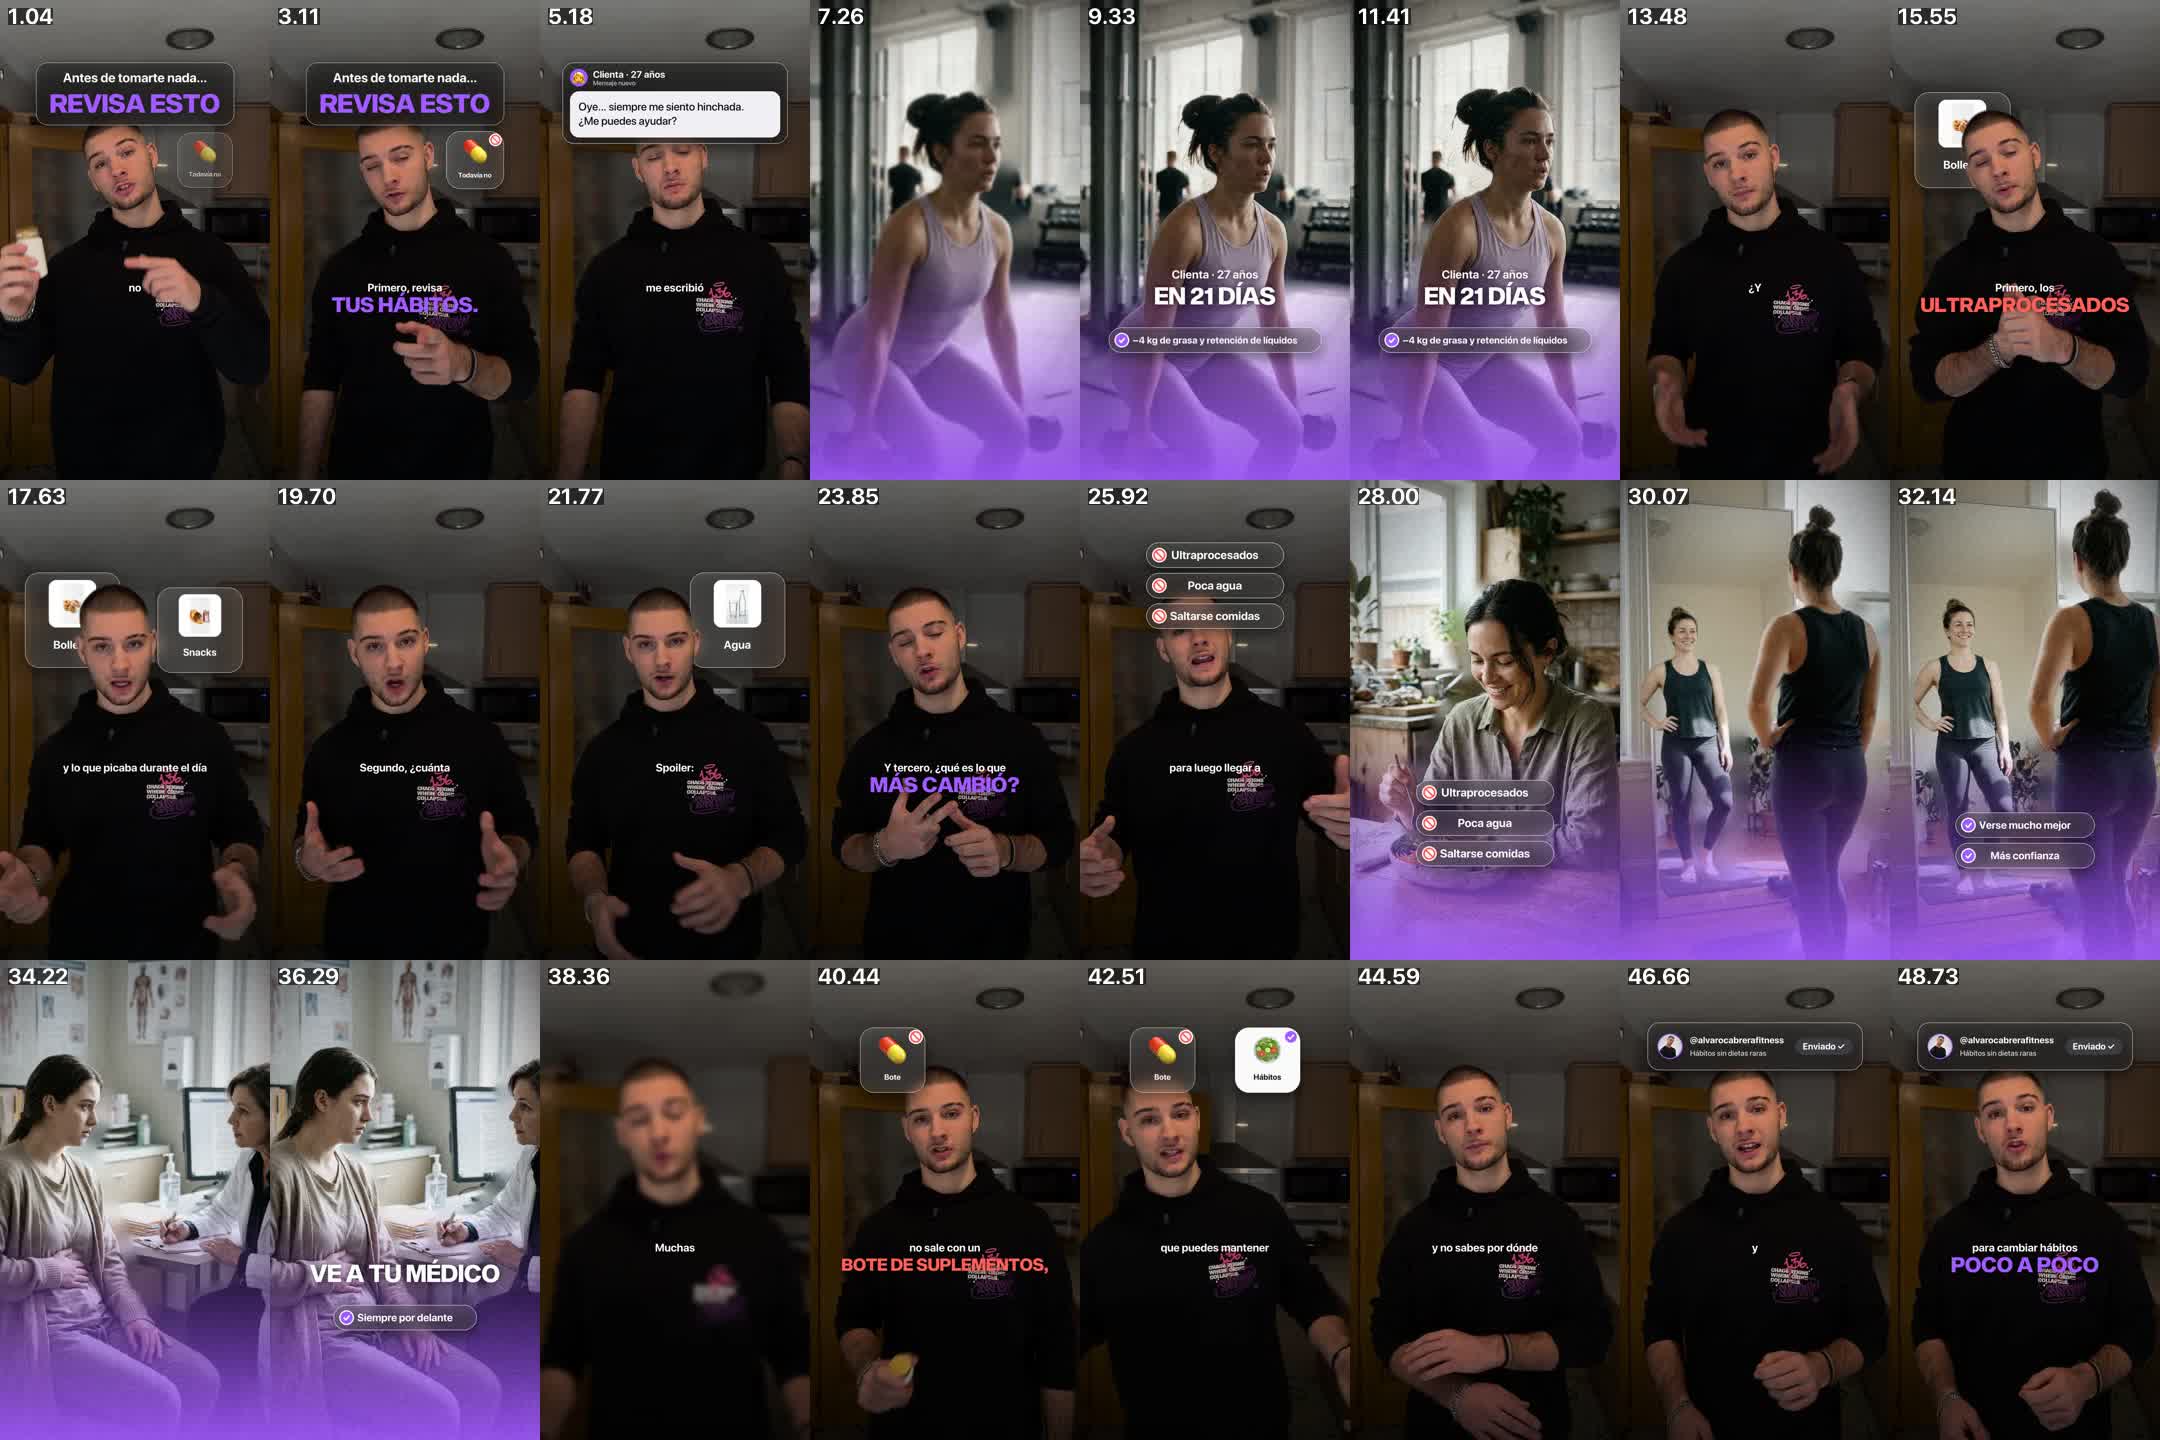 1.04
Antes de tomarte nada...
REVISA ESTO
Todavía no
no
3.11
Antes de tomarte nada...
REVISA ESTO
Todavía no
Primero, revisa
TUS HÁBITOS.
5.18
Clienta · 27 años
Mensaje nuevo
Oye... siempre me siento hinchada.
¿Me puedes ayudar?
me escribió
7.26
9.33
Clienta · 27 años
EN 21 DÍAS
−4 kg de grasa y retención de líquidos
11.41
Clienta · 27 años
EN 21 DÍAS
−4 kg de grasa y retención de líquidos
13.48
¿Y
15.55
Bolle
Primero, los
ULTRAPROCESADOS
17.63
Bolle
Snacks
y lo que picaba durante el día
19.70
Segundo, ¿cuánta
21.77
Agua
Spoiler:
23.85
Y tercero, ¿qué es lo que
MÁS CAMBIÓ?
25.92
Ultraprocesados
Poca agua
Saltarse comidas
para luego llegar a
28.00
Ultraprocesados
Poca agua
Saltarse comidas
30.07
32.14
Verse mucho mejor
Más confianza
34.22
36.29
VE A TU MÉDICO
Siempre por delante
38.36
Muchas
40.44
Bote
no sale con un
BOTE DE SUPLEMENTOS,
42.51
Bote
Hábitos
que puedes mantener
44.59
y no sabes por dónde
46.66
@alvarocabrerafitness
Hábitos sin dietas raras
Enviado ✓
y
48.73
@alvarocabrerafitness
Hábitos sin dietas raras
Enviado ✓
para cambiar hábitos
POCO A POCO